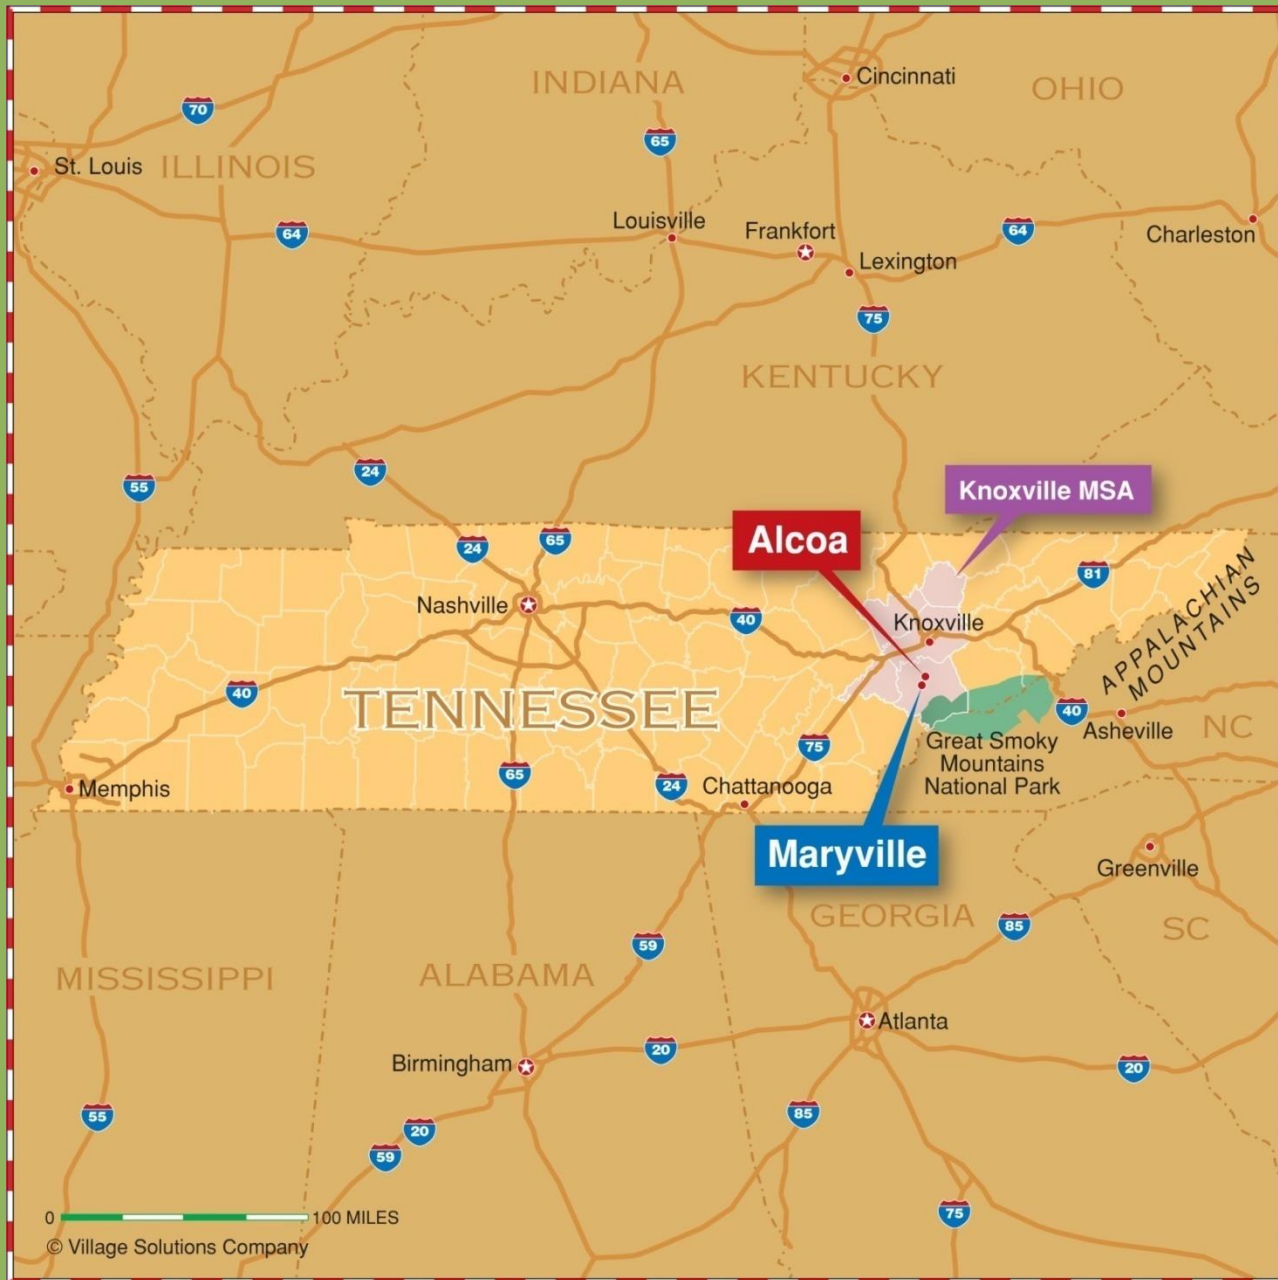 INDIANA
Cincinnati
OHIO
70
65
St. Louis
ILLINOIS
Louisville
Frankfort
64
64
Charleston
Lexington
75
KENTUCKY
24
55
Knoxville MSA
Alcoa
24
65
81
APPALACHIAN
MOUNTAINS
Nashville
40
Knoxville
40
TENNESSEE
40
Asheville
NC
75
Great Smoky
Mountains
National Park
65
24
Chattanooga
Memphis
Maryville
Greenville
GEORGIA
85
SC
59
MISSISSIPPI
ALABAMA
Atlanta
20
Birmingham
20
55
85
20
59
75
0
100 MILES
© Village Solutions Company